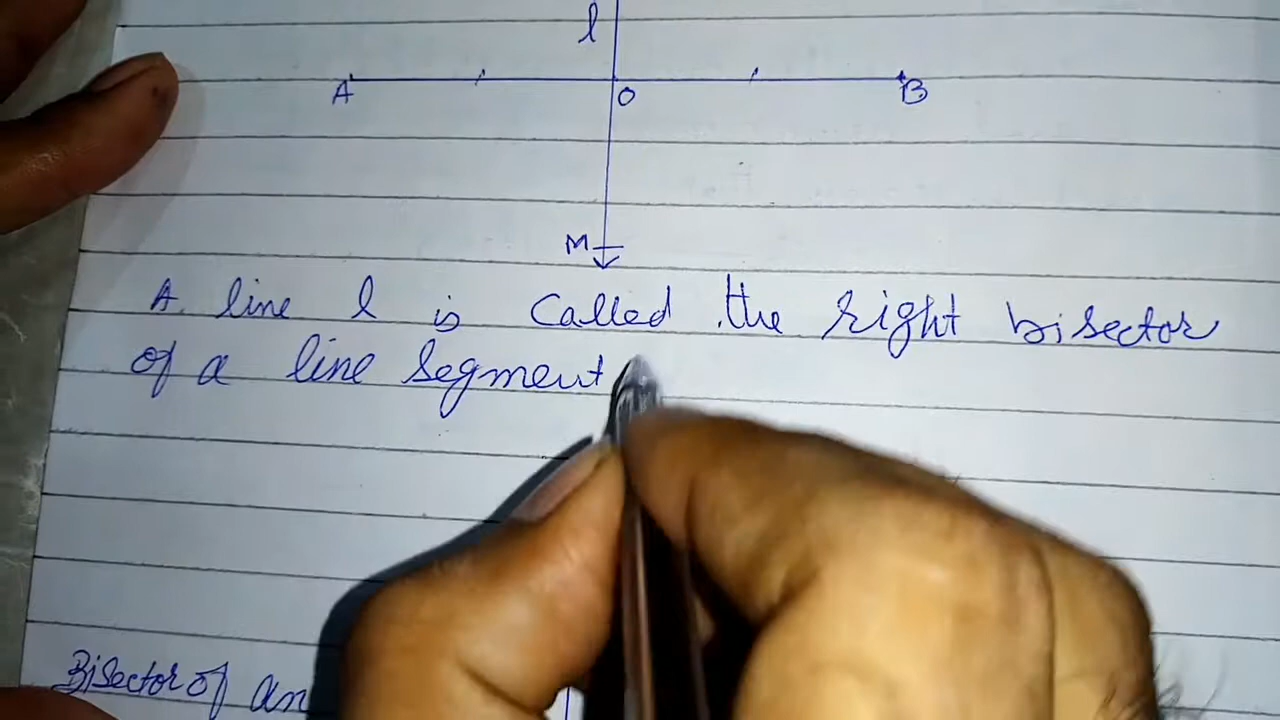 l
A O B
M
A. line l is called the right bisector
of a line segment
Bisector of an